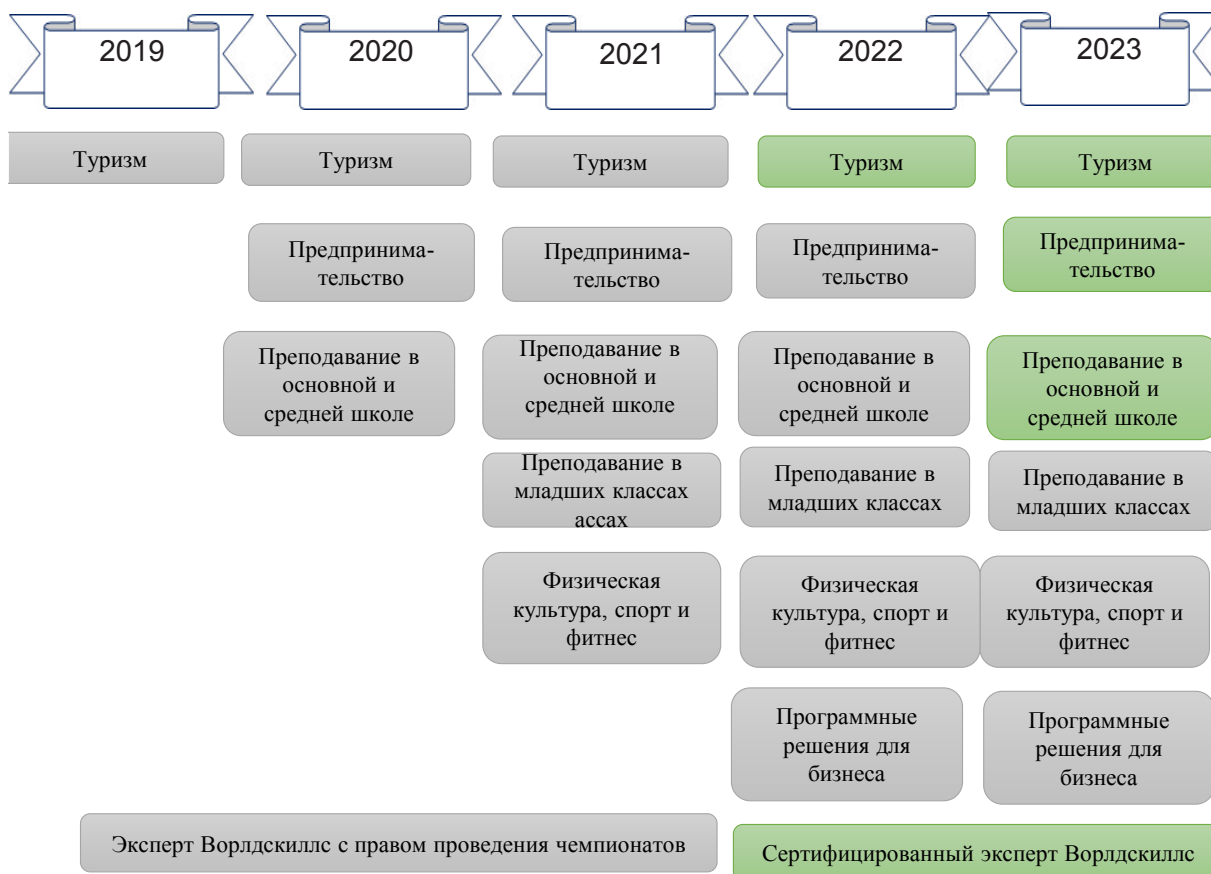 2019
2020
2021
2022
2023
Туризм
Туризм
Туризм
Туризм
Туризм
Предпринима-
тельство
Предпринима-
тельство
Предпринима-
тельство
Предпринима-
тельство
Преподавание в
основной и
средней школе
Преподавание в
основной и
средней школе
Преподавание в
основной и
средней школе
Преподавание в
основной и
средней школе
Преподавание в
младших классах
ассах
Преподавание в
младших классах
Преподавание в
младших классах
Физическая
культура, спорт и
фитнес
Физическая
культура, спорт и
фитнес
Физическая
культура, спорт и
фитнес
Программные
решения для
бизнеса
Программные
решения для
бизнеса
Эксперт Ворлдскиллс с правом проведения чемпионатов
Сертифицированный эксперт Ворлдскиллс